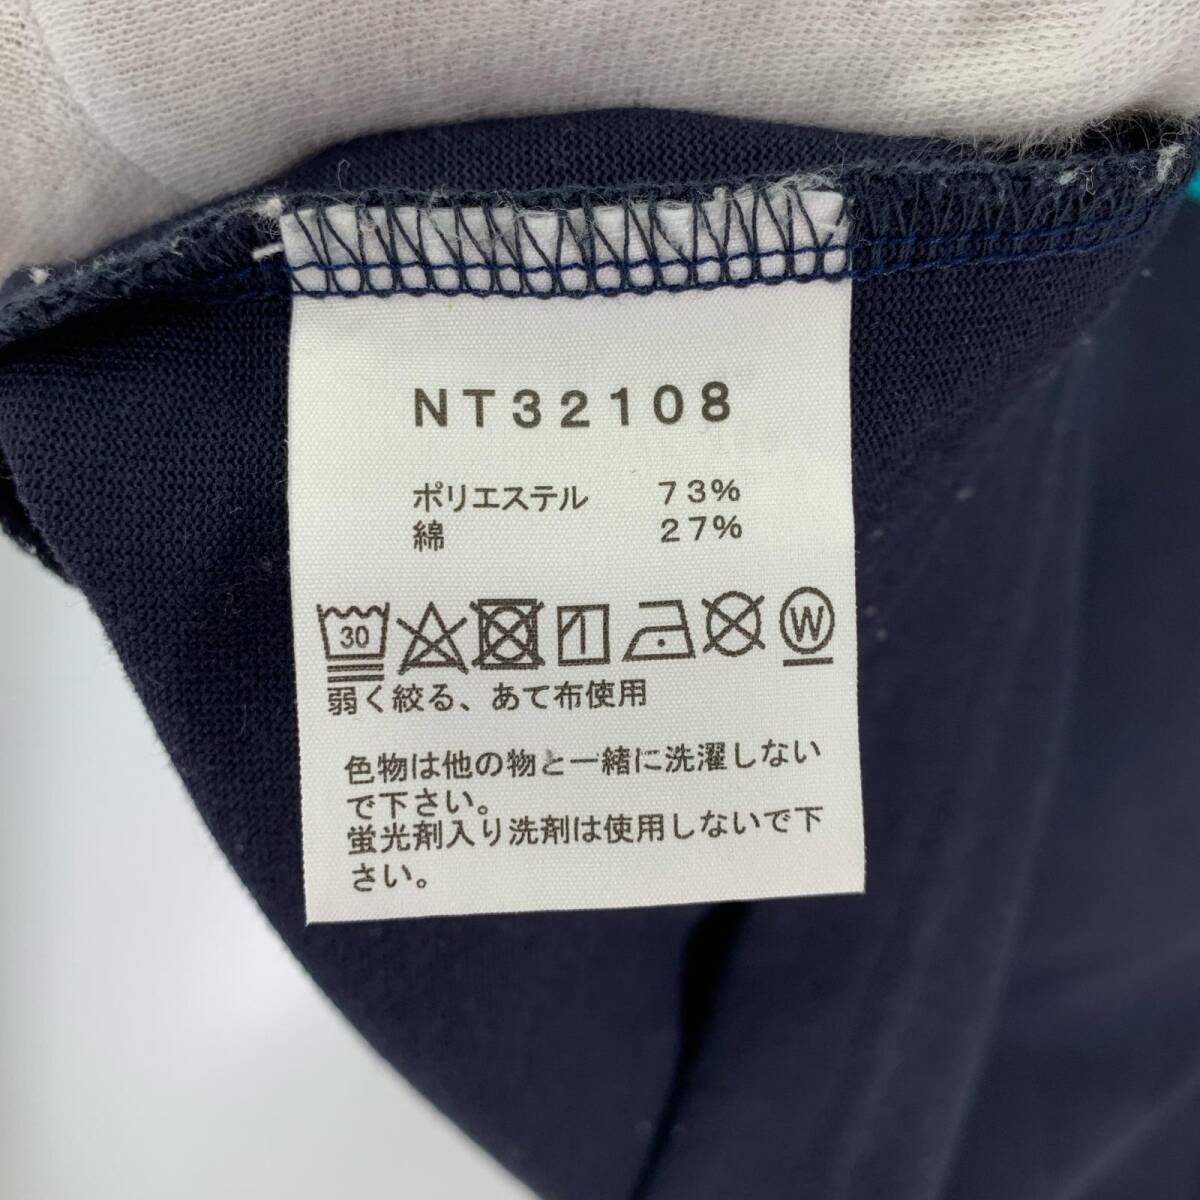 NT32108
ポリエステル 73%
綿 27%
30 W
弱く絞る、あて布使用
色物は他の物と一緒に洗濯しない
で下さい。
蛍光剤入り洗剤は使用しないで下
さい。